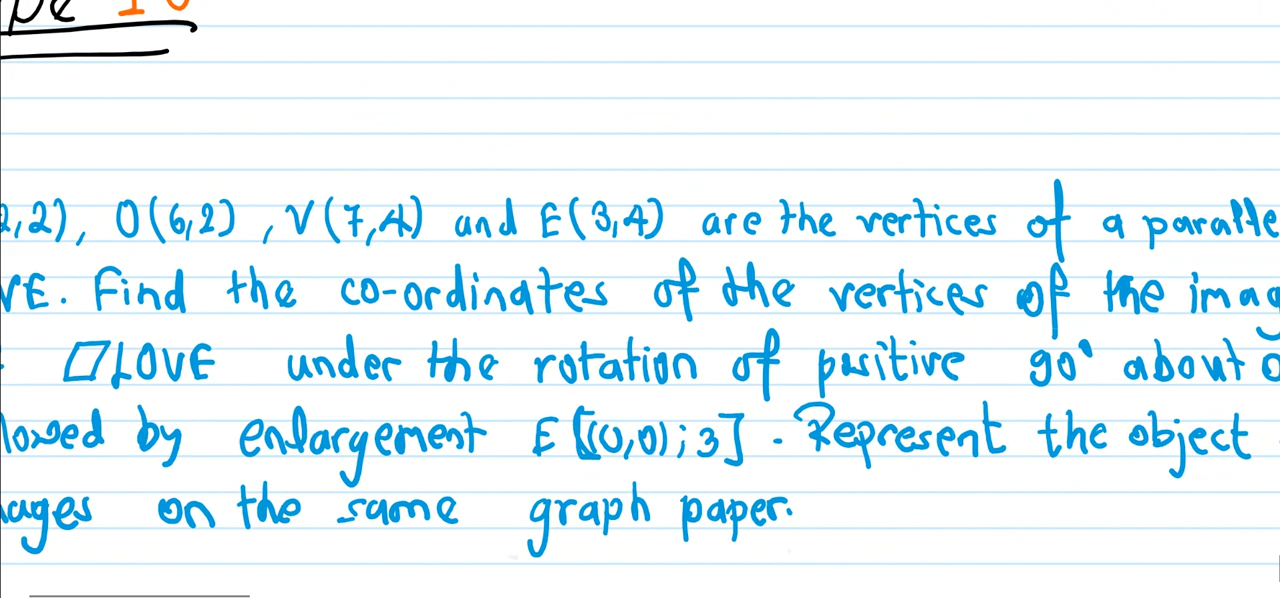 2,2), O(6,2), V(7,4) and E(3,4) are the vertices of a paralle
VE. Find the co-ordinates of the vertices of the imag
▱LOVE under the rotation of positive 90° about o
lowed by enlargement E[(0,0);3]. Represent the object
ages on the same graph paper.